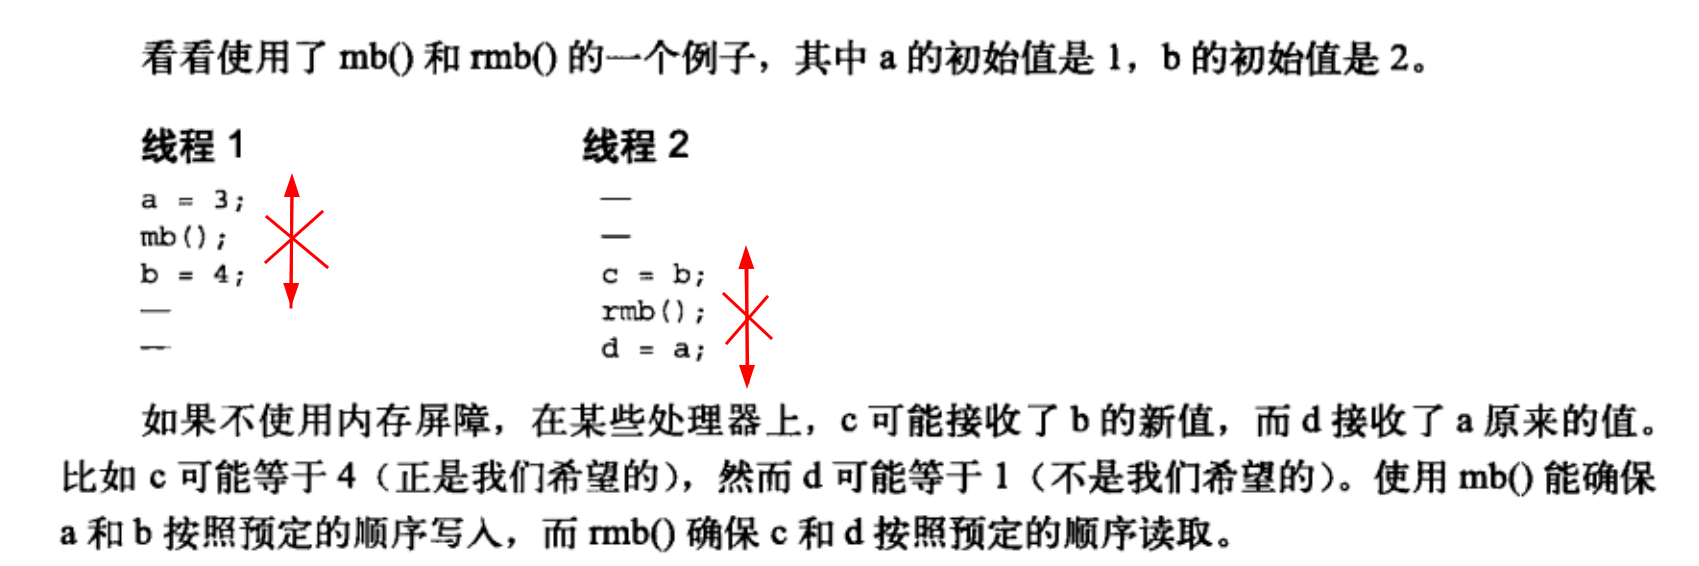 看看使用了 mb() 和 rmb() 的一个例子，其中 a 的初始值是 1，b 的初始值是 2。
线程 1 线程 2
a = 3; —
mb(); —
b = 4; c = b;
— rmb();
— d = a;
如果不使用内存屏障，在某些处理器上，c 可能接收了 b 的新值，而 d 接收了 a 原来的值。
比如 c 可能等于 4（正是我们希望的），然而 d 可能等于 1（不是我们希望的）。使用 mb() 能确保
a 和 b 按照预定的顺序写入，而 rmb() 确保 c 和 d 按照预定的顺序读取。